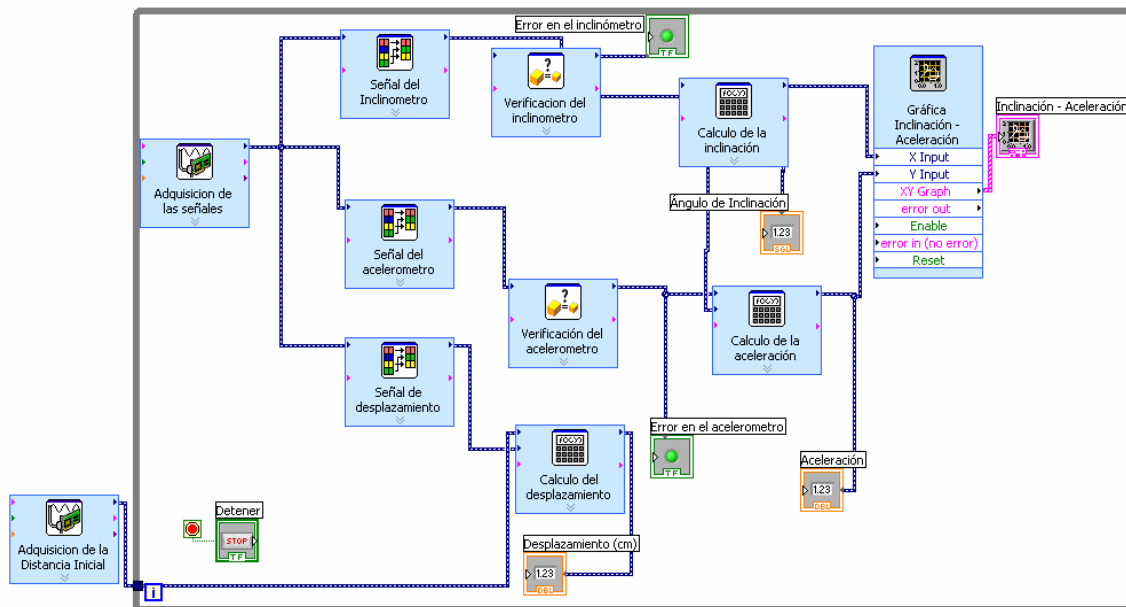 Error en el inclinómetro
TF
Señal del
Inclinometro
Verificacion del
inclinometro
f(x,y)
Calculo de la
inclinación
Gráfica
Inclinación -
Aceleración
X Input
Y Input
XY Graph
error out
Enable
error in (no error)
Reset
Inclinación - Aceleración
Adquisicion de
las señales
Ángulo de Inclinación
1.23
SGL
Señal del
acelerometro
Verificación del
acelerometro
Calculo de la
aceleración
Señal de
desplazamiento
Error en el acelerometro
TF
Calculo del
desplazamiento
Aceleración
1.23
DBL
Adquisicion de la
Distancia Inicial
Detener
STOP
TF
Desplazamiento (cm)
1.23
DBL
i